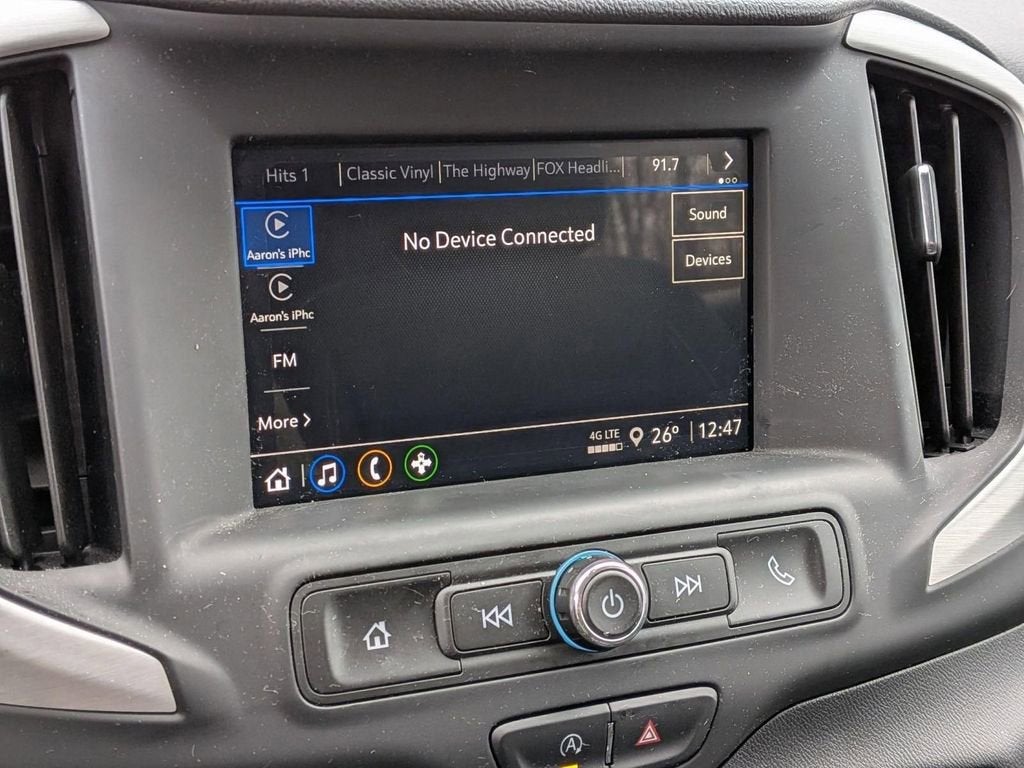 Hits 1 Classic Vinyl The Highway FOX Headli... 91.7
Aaron's iPhc
No Device Connected
Sound
Devices
Aaron's iPhc
FM
More
4G LTE 26° 12:47
A